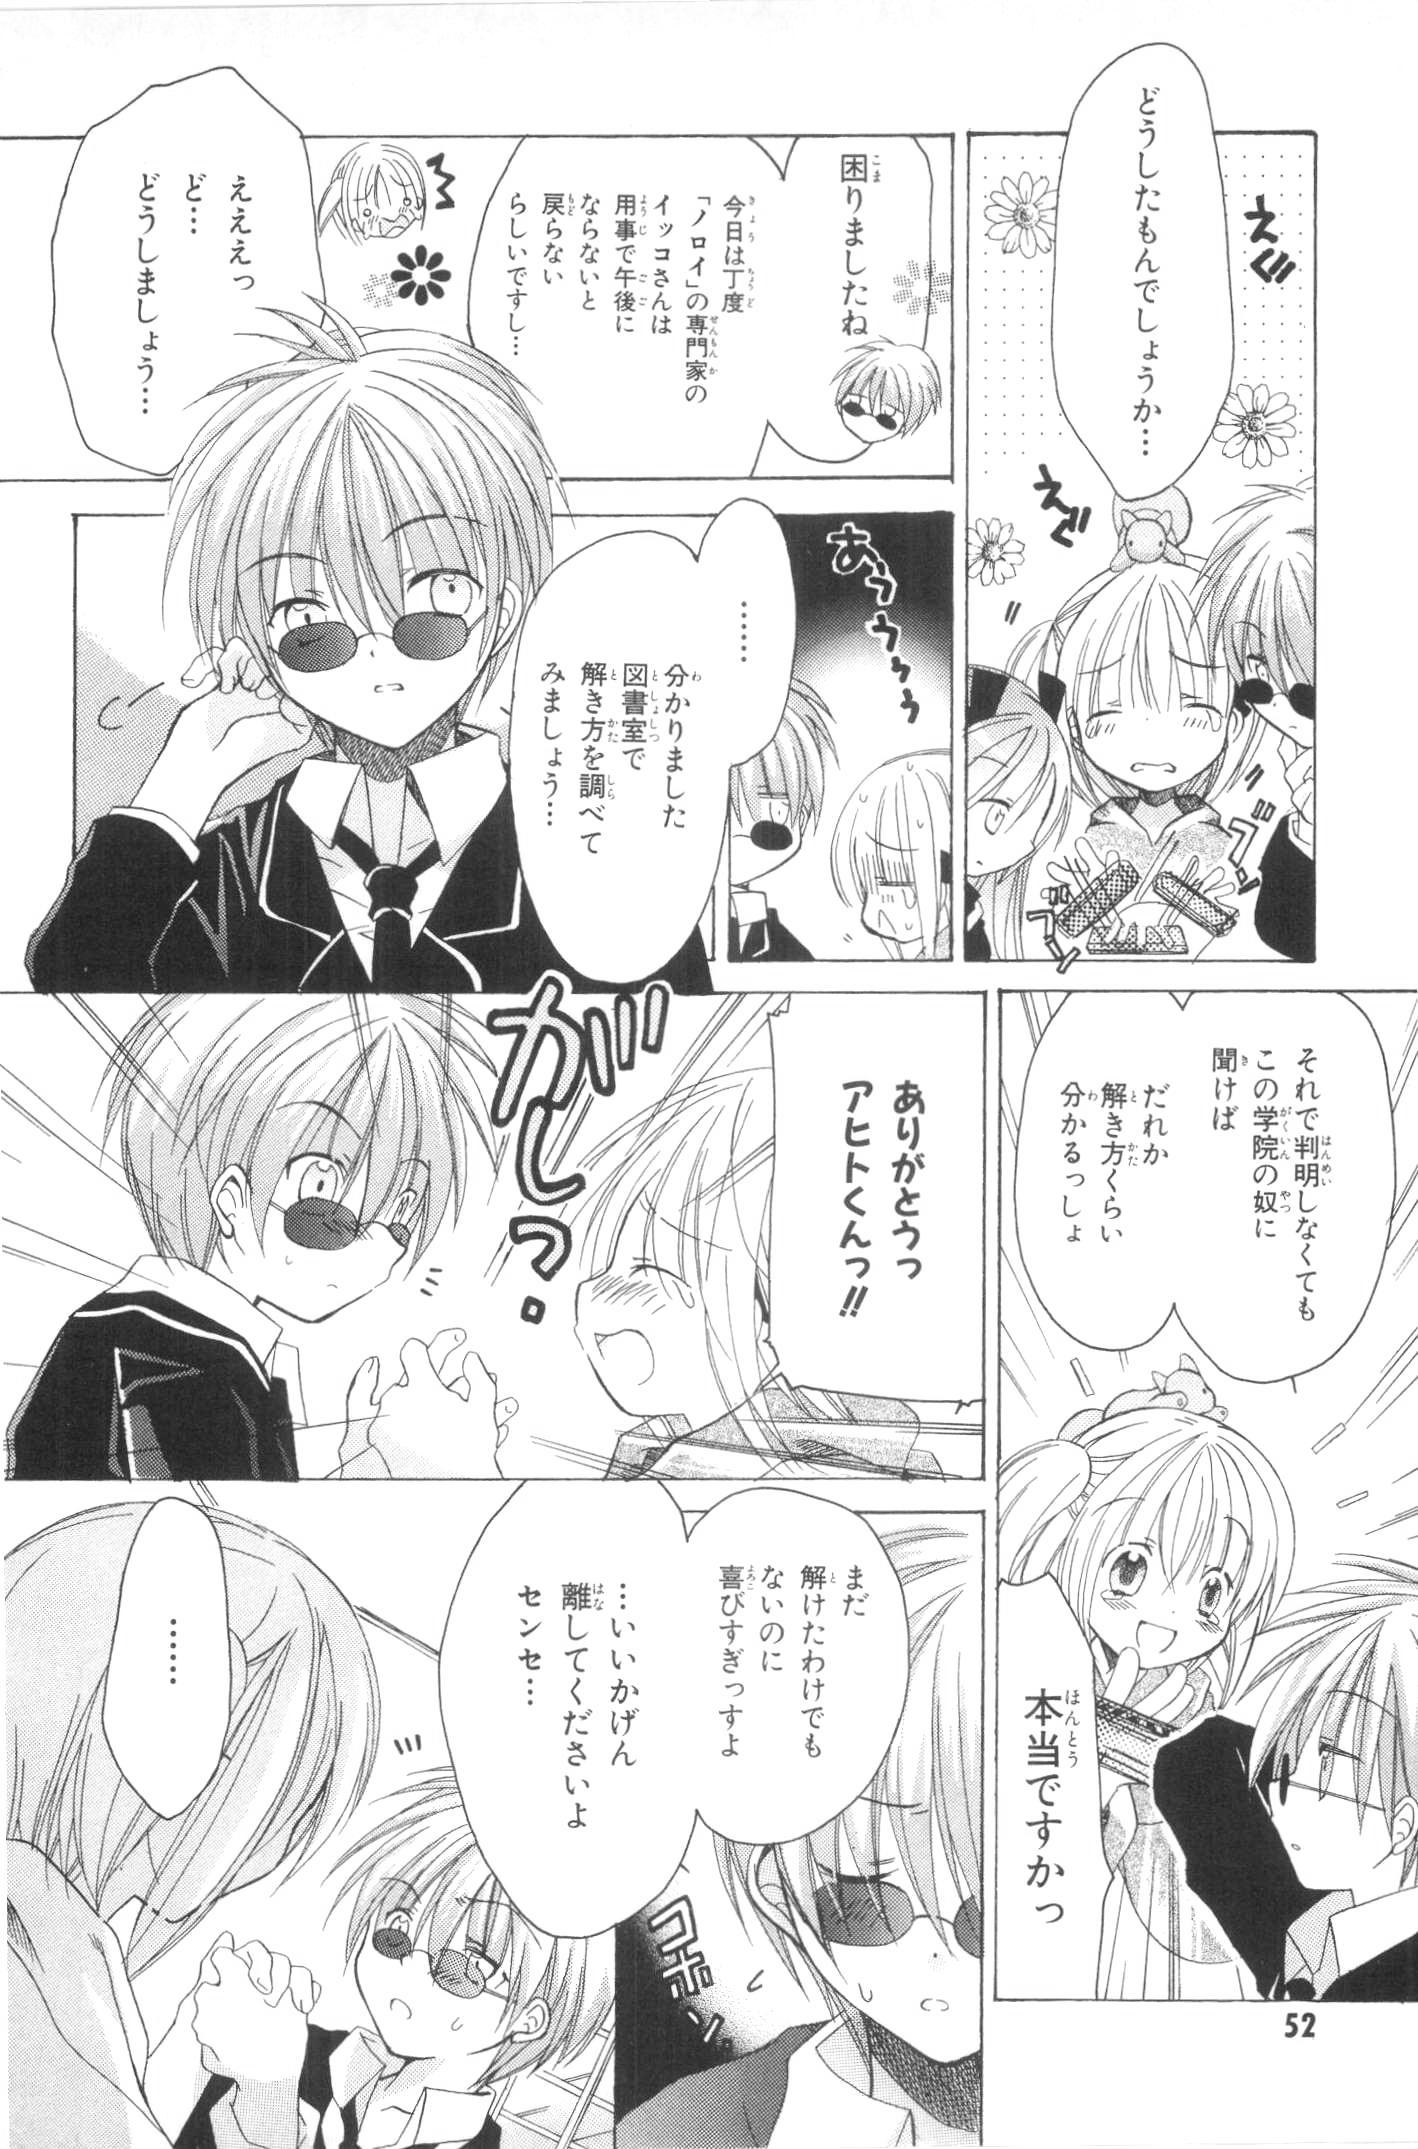 どうしたもんでしょうか…
えぐ
えぐ
ブンブン
困りましたね
今日は丁度
「ノロイ」の専門家の
イッコさんは
用事で午後に
ならないと
戻らない
らしいですし…
えええっ
ど…
どうしましょう…
あぅうぅぅ
……
分かりました
図書室で
解き方を調べて
みましょう…
それで判明しなくても
この学院の奴に
聞けば
だれか
解き方くらい
分かるっしょ
本当ですかっ
ありがとうっ
アヒトくんっ!!
がしっ。
まだ
解けたわけでも
ないのに
喜びすぎっすよ
…いいかげん
離してくださいよ
センセ…
コホン。
……
52